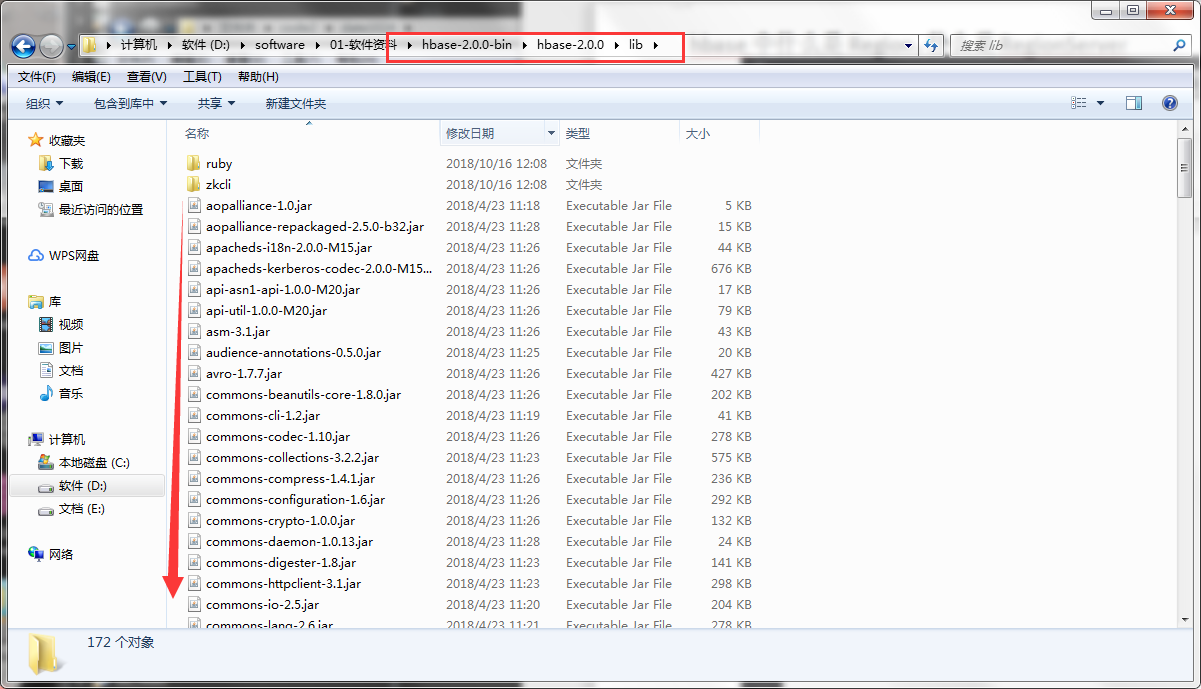 hbase 中什么是 Region RegionServer
计算机 软件 (D:) software 01-软件资料 hbase-2.0.0-bin hbase-2.0.0 lib 搜索 lib
文件(F) 编辑(E) 查看(V) 工具(T) 帮助(H)
组织 包含到库中 共享 新建文件夹
收藏夹
下载
桌面
最近访问的位置
WPS网盘
库
视频
图片
文档
音乐
计算机
本地磁盘 (C:)
软件 (D:)
文档 (E:)
网络
名称 修改日期 类型 大小
ruby 2018/10/16 12:08 文件夹
zkcli 2018/10/16 12:08 文件夹
aopalliance-1.0.jar 2018/4/23 11:18 Executable Jar File 5 KB
aopalliance-repackaged-2.5.0-b32.jar 2018/4/23 11:28 Executable Jar File 15 KB
apacheds-i18n-2.0.0-M15.jar 2018/4/23 11:26 Executable Jar File 44 KB
apacheds-kerberos-codec-2.0.0-M15... 2018/4/23 11:26 Executable Jar File 676 KB
api-asn1-api-1.0.0-M20.jar 2018/4/23 11:26 Executable Jar File 17 KB
api-util-1.0.0-M20.jar 2018/4/23 11:26 Executable Jar File 79 KB
asm-3.1.jar 2018/4/23 11:26 Executable Jar File 43 KB
audience-annotations-0.5.0.jar 2018/4/23 11:25 Executable Jar File 20 KB
avro-1.7.7.jar 2018/4/23 11:26 Executable Jar File 427 KB
commons-beanutils-core-1.8.0.jar 2018/4/23 11:26 Executable Jar File 202 KB
commons-cli-1.2.jar 2018/4/23 11:19 Executable Jar File 41 KB
commons-codec-1.10.jar 2018/4/23 11:26 Executable Jar File 278 KB
commons-collections-3.2.2.jar 2018/4/23 11:23 Executable Jar File 575 KB
commons-compress-1.4.1.jar 2018/4/23 11:26 Executable Jar File 236 KB
commons-configuration-1.6.jar 2018/4/23 11:26 Executable Jar File 292 KB
commons-crypto-1.0.0.jar 2018/4/23 11:26 Executable Jar File 132 KB
commons-daemon-1.0.13.jar 2018/4/23 11:28 Executable Jar File 24 KB
commons-digester-1.8.jar 2018/4/23 11:23 Executable Jar File 141 KB
commons-httpclient-3.1.jar 2018/4/23 11:23 Executable Jar File 298 KB
commons-io-2.5.jar 2018/4/23 11:20 Executable Jar File 204 KB
commons-lang-2.6.jar 2018/4/23 11:21 Executable Jar File 278 KB
172 个对象